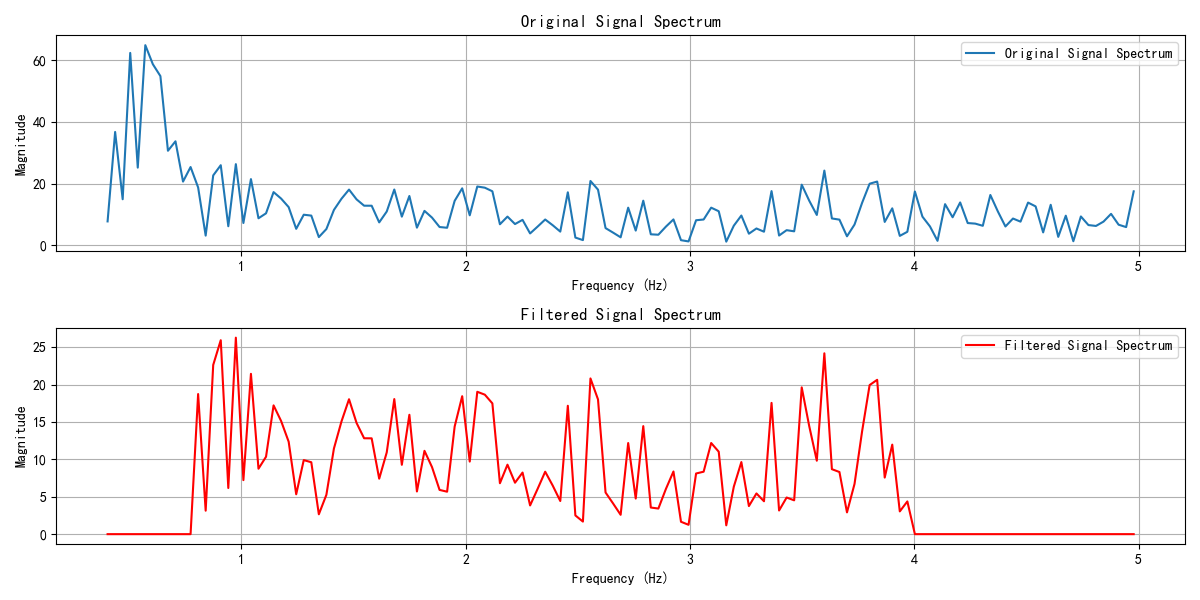 Original Signal Spectrum
Original Signal Spectrum
Magnitude
60
40
20
0
1 2 3 4 5
Frequency (Hz)
Filtered Signal Spectrum
Filtered Signal Spectrum
Magnitude
25
20
15
10
5
0
1 2 3 4 5
Frequency (Hz)